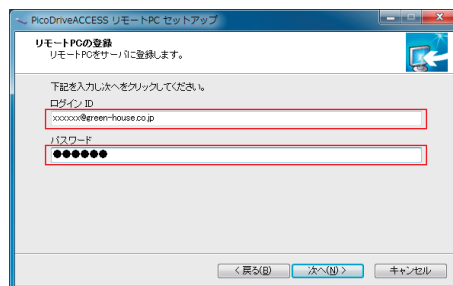 PicoDriveACCESS リモートPC セットアップ
リモートPCの登録
リモートPCをサーバに登録します。
下記を入力し次へをクリックしてください。
ログイン ID
xxxxxx@green-house.co.jp
パスワード
●●●●●●
< 戻る(B)
次へ(N) >
キャンセル